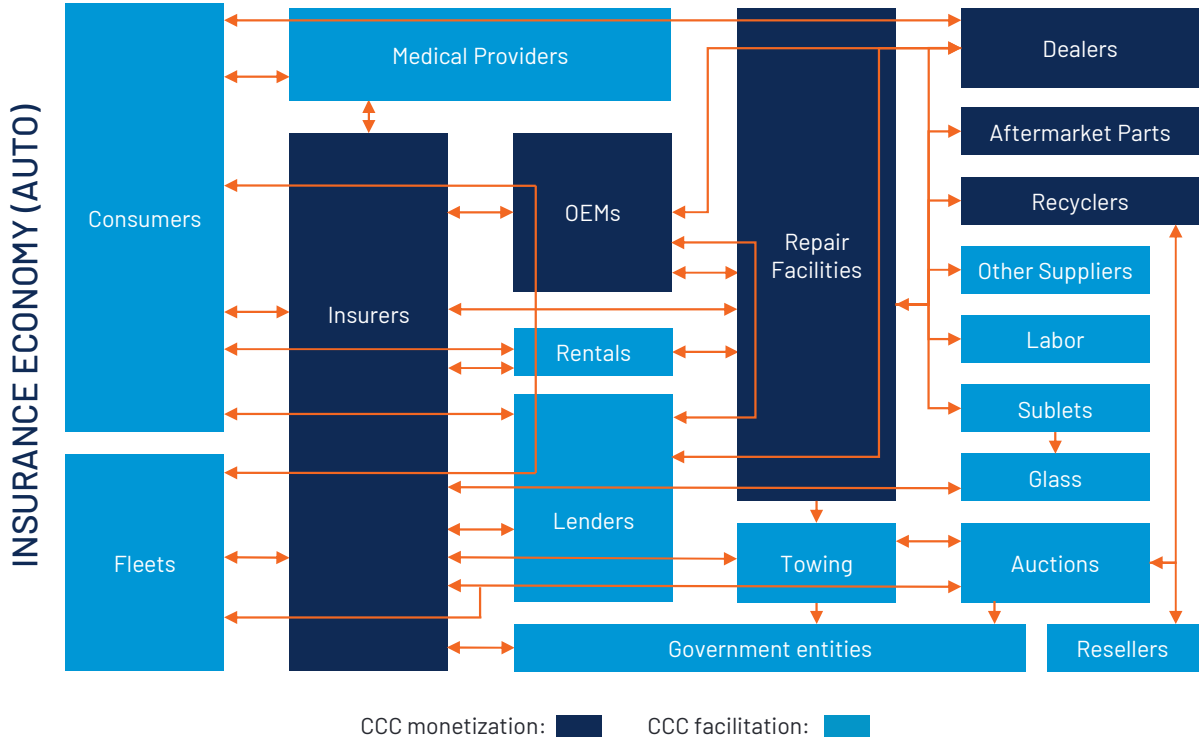 INSURANCE ECONOMY (AUTO)
Medical Providers
Dealers
Aftermarket Parts
Consumers
OEMs
Recyclers
Repair
Facilities
Other Suppliers
Insurers
Rentals
Labor
Sublets
Glass
Lenders
Fleets
Towing
Auctions
Government entities
Resellers
CCC monetization:
CCC facilitation: